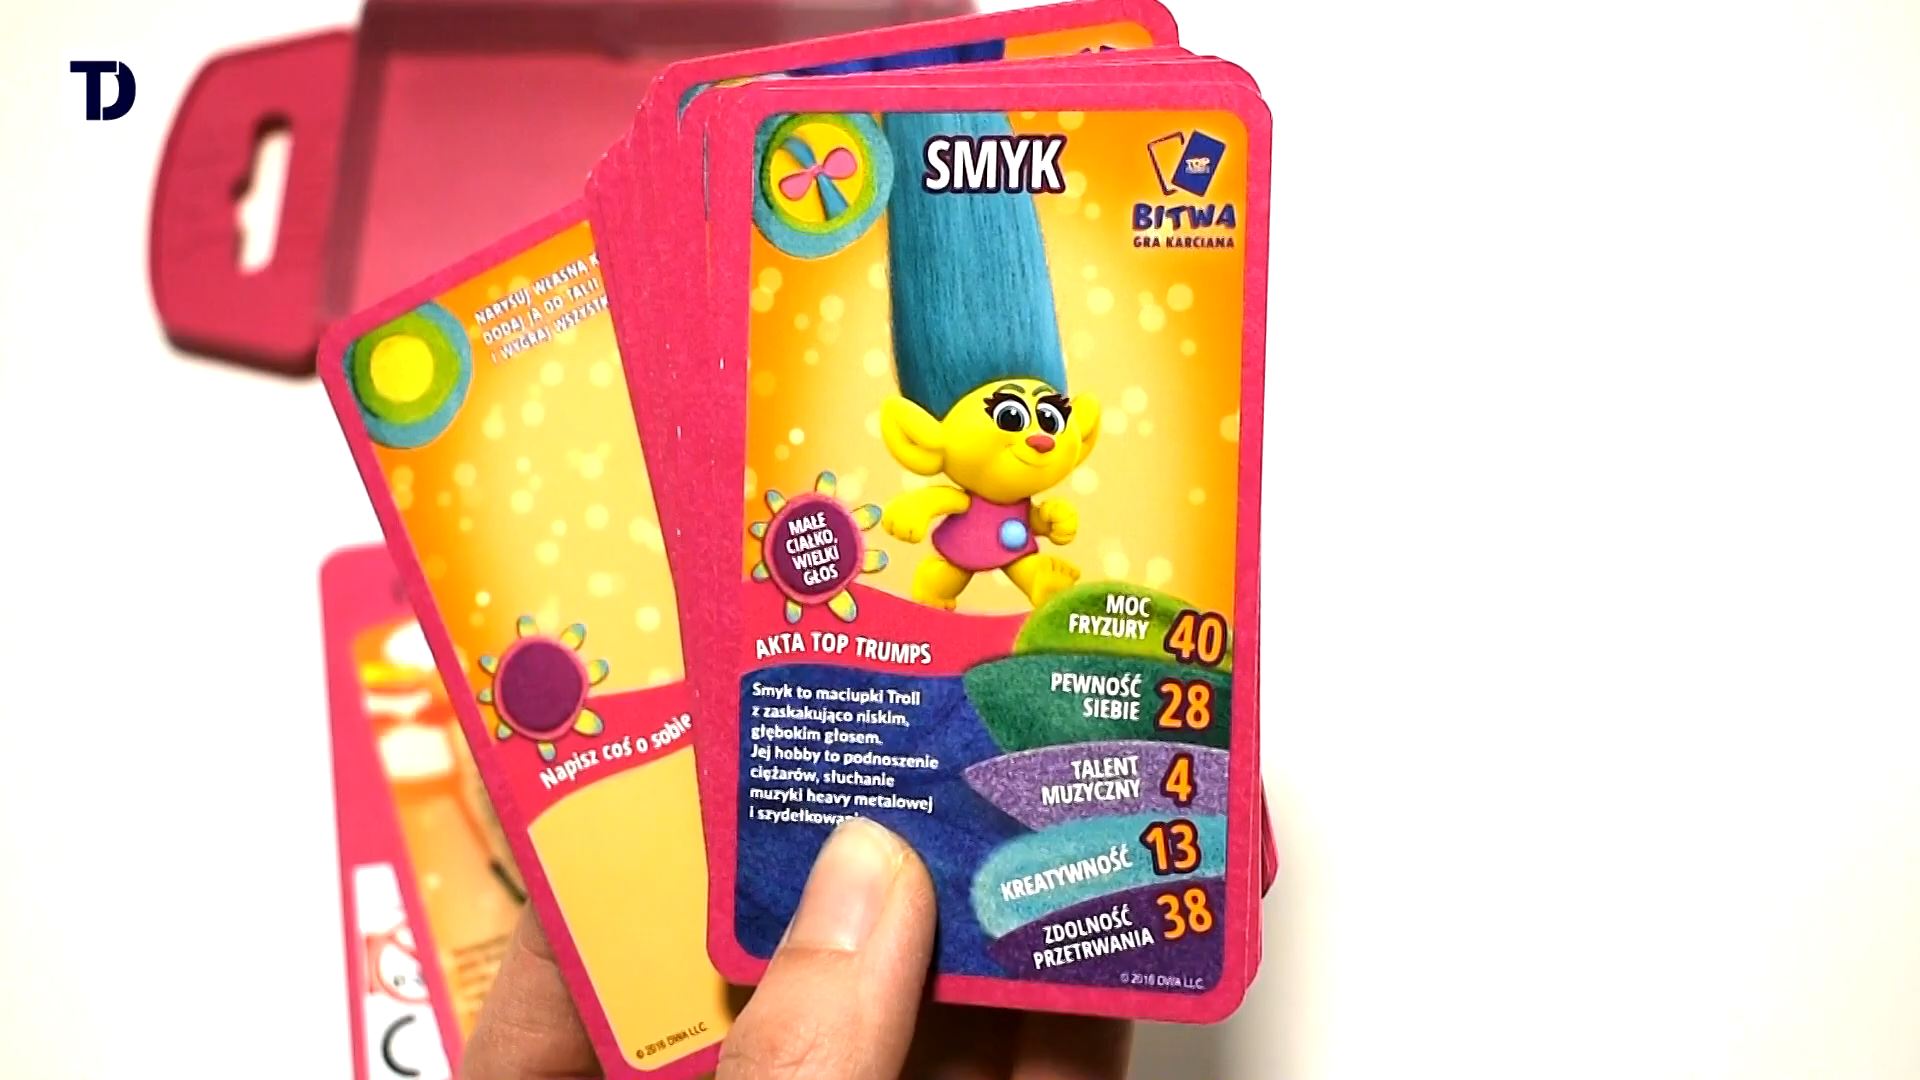 TD
SMYK
TOP
BITWA
GRA KARCIANA
NARYSUJ WŁASNĄ
DODAJ JĄ DO TALII
I WYGRAJ
MAŁE
CIAŁKO,
WIELKI
GŁOS
MOC
FRYZURY 40
AKTA TOP TRUMPS
PEWNOŚĆ
SIEBIE 28
Smyk to maciupki Troll
z zaskakująco niskim,
głębokim głosem.
Jej hobby to podnoszenie
ciężarów, słuchanie
muzyki heavy metalowej
i
TALENT
MUZYCZNY 4
KREATYWNOŚĆ 13
ZDOLNOŚĆ
PRZETRWANIA 38
© 2016 DWA LLC.
Napisz coś o sobie
© 2016 DWA LLC.